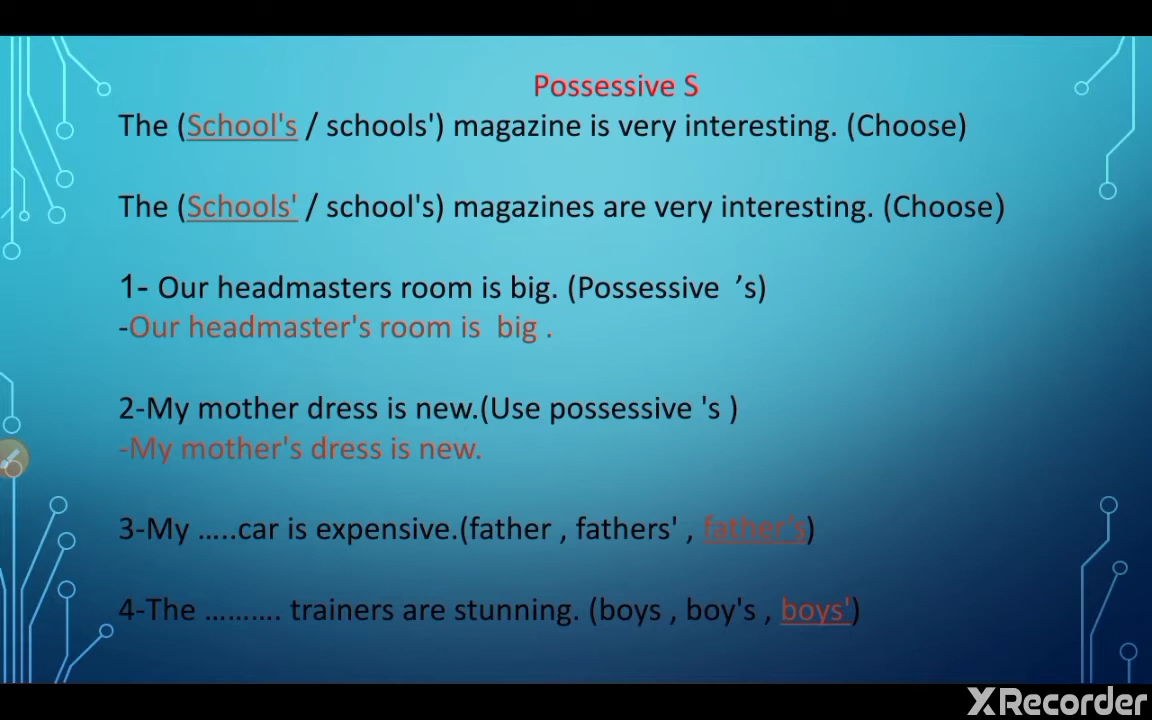 Possessive S
The (School's / schools') magazine is very interesting. (Choose)
The (Schools' / school's) magazines are very interesting. (Choose)
1- Our headmasters room is big. (Possessive ’s)
-Our headmaster's room is big .
2-My mother dress is new.(Use possessive 's )
-My mother's dress is new.
3-My …..car is expensive.(father , fathers' , father's)
4-The ………. trainers are stunning. (boys , boy's , boys')
XRecorder